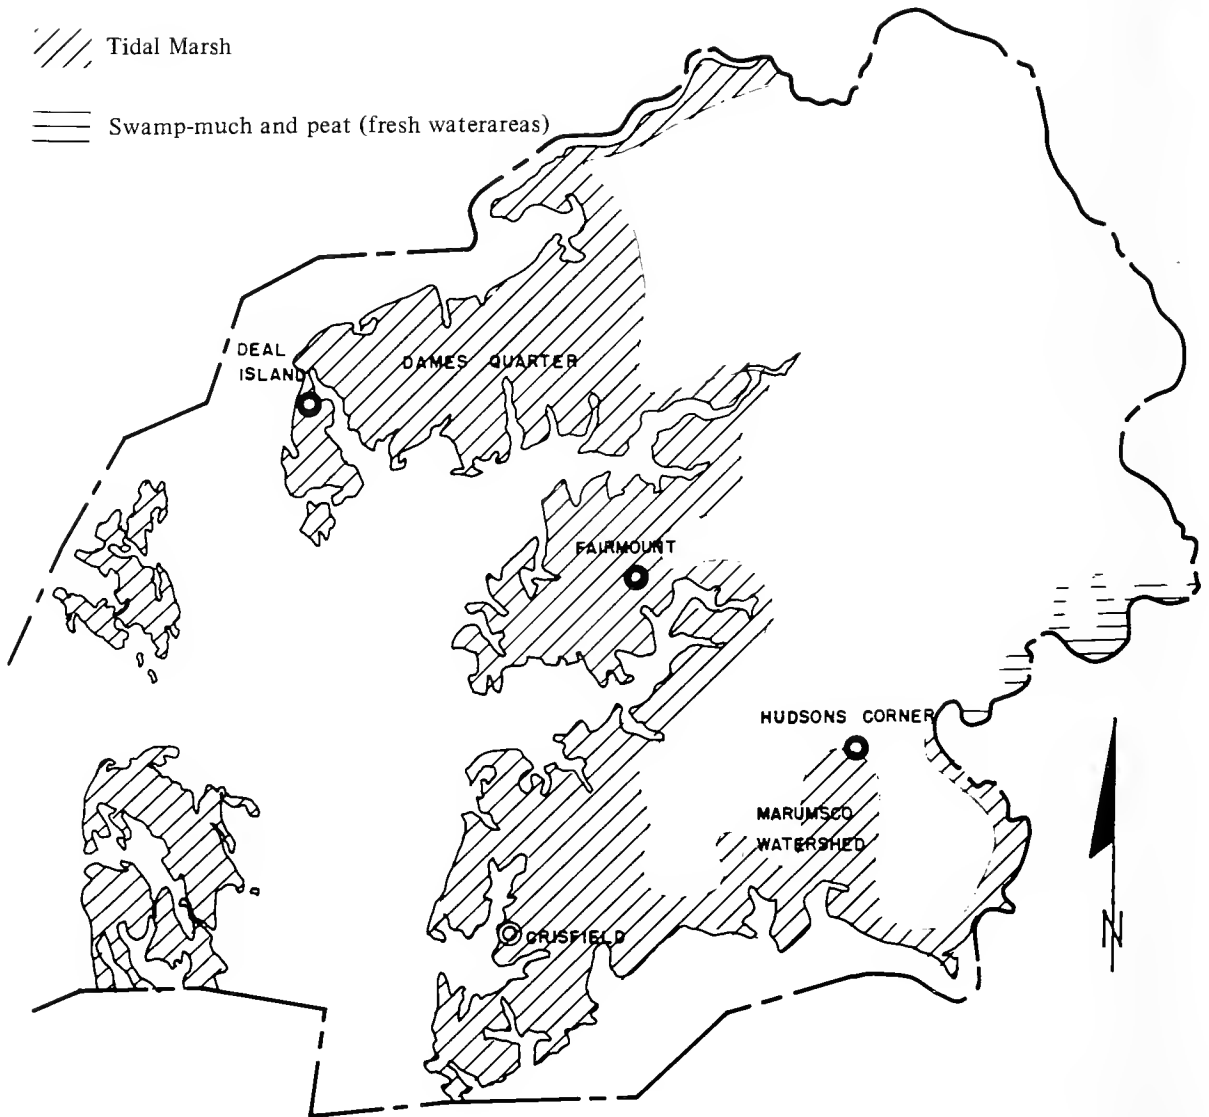 Tidal Marsh
Swamp-much and peat (fresh waterareas)
DEAL
ISLAND
DAMES QUARTER
FAIRMOUNT
HUDSONS CORNER
MARUMSCO
WATERSHED
CRISFIELD
N